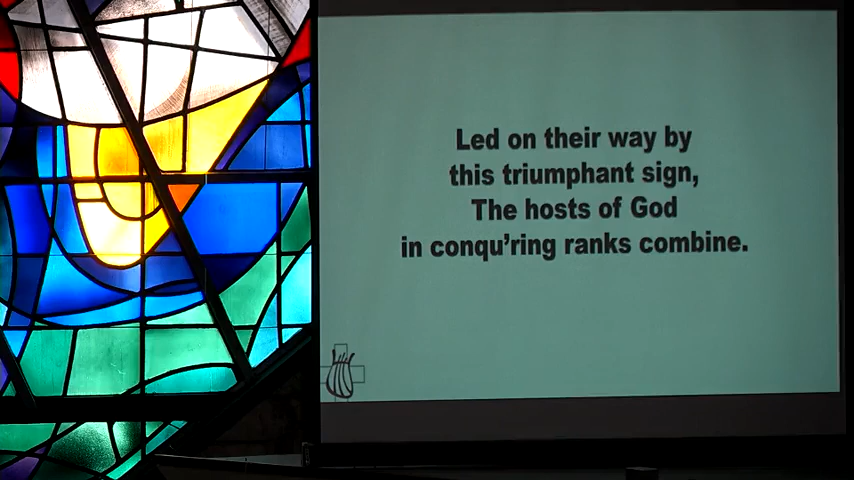 Led on their way by
this triumphant sign,
The hosts of God
in conqu’ring ranks combine.